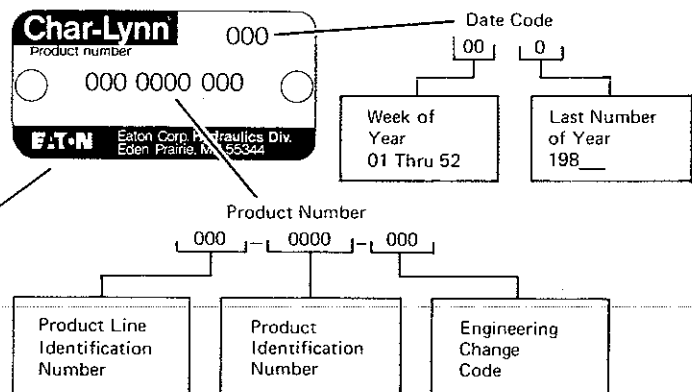 Char-Lynn
000
Product number
000 0000 000
EAT•N
Eaton Corp. Hydraulics Div.
Eden Prairie, 55344
Date Code
00 0
Week of
Year
01 Thru 52
Last Number
of Year
198__
Product Number
000 - 0000 - 000
Product Line
Identification
Number
Product
Identification
Number
Engineering
Change
Code